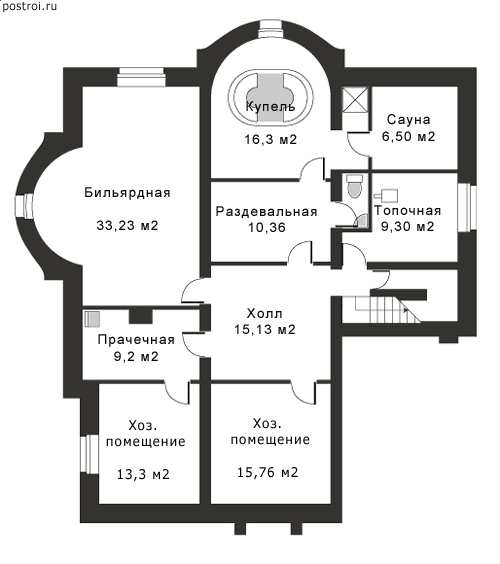 postroi.ru
Купель
16,3 м2
Сауна
6,50 м2
Бильярдная
33,23 м2
Раздевальная
10,36
Топочная
9,30 м2
Холл
15,13 м2
Прачечная
9,2 м2
Хоз.
помещение
13,3 м2
Хоз.
помещение
15,76 м2